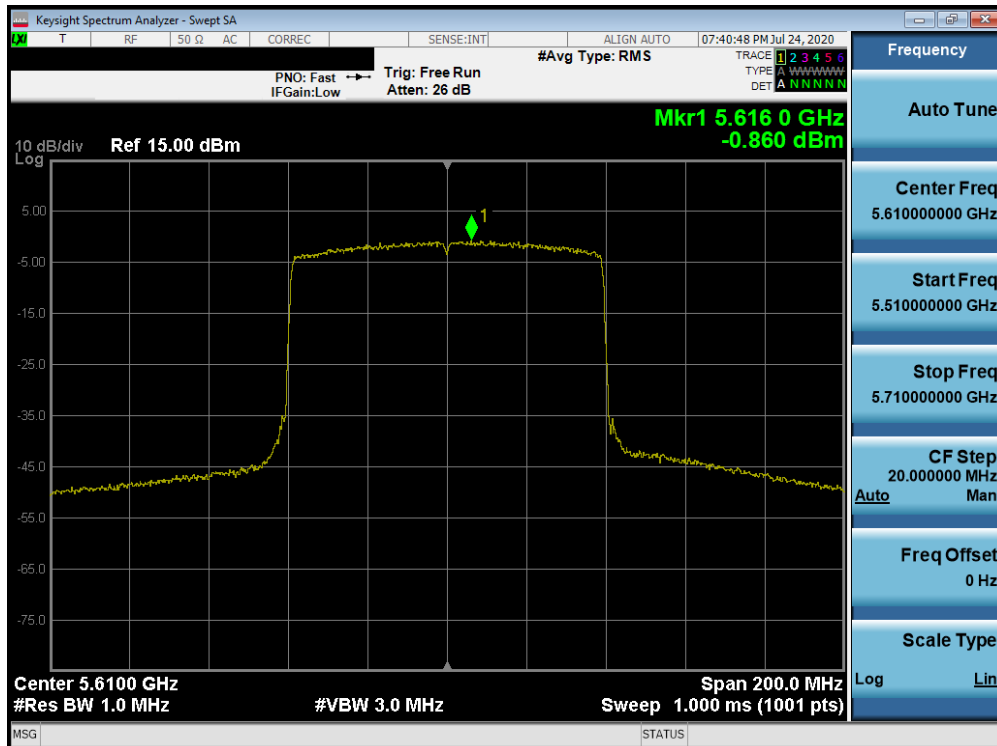 Keysight Spectrum Analyzer - Swept SA
LXI T RF 50 Ω AC CORREC SENSE:INT ALIGN AUTO 07:40:48 PM Jul 24, 2020
#Avg Type: RMS TRACE 1 2 3 4 5 6
PNO: Fast Trig: Free Run TYPE A WWWWW
IFGain:Low Atten: 26 dB DET A N N N N N
Mkr1 5.616 0 GHz
-0.860 dBm
10 dB/div Ref 15.00 dBm
Log
1
5.00
-5.00
-15.0
-25.0
-35.0
-45.0
-55.0
-65.0
-75.0
Center 5.6100 GHz Span 200.0 MHz
#Res BW 1.0 MHz #VBW 3.0 MHz Sweep 1.000 ms (1001 pts)
MSG STATUS
Frequency
Auto Tune
Center Freq
5.610000000 GHz
Start Freq
5.510000000 GHz
Stop Freq
5.710000000 GHz
CF Step
20.000000 MHz
Auto Man
Freq Offset
0 Hz
Scale Type
Log Lin